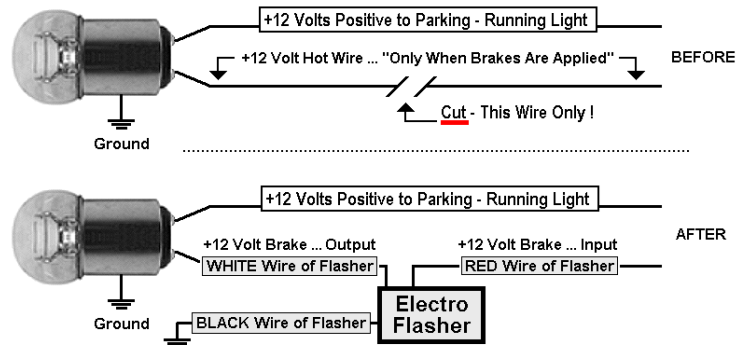 +12 Volts Positive to Parking - Running Light
+12 Volt Hot Wire ... "Only When Brakes Are Applied"
BEFORE
Cut - This Wire Only !
Ground
+12 Volts Positive to Parking - Running Light
AFTER
+12 Volt Brake ... Output
+12 Volt Brake ... Input
WHITE Wire of Flasher
RED Wire of Flasher
Electro
Flasher
Ground
BLACK Wire of Flasher